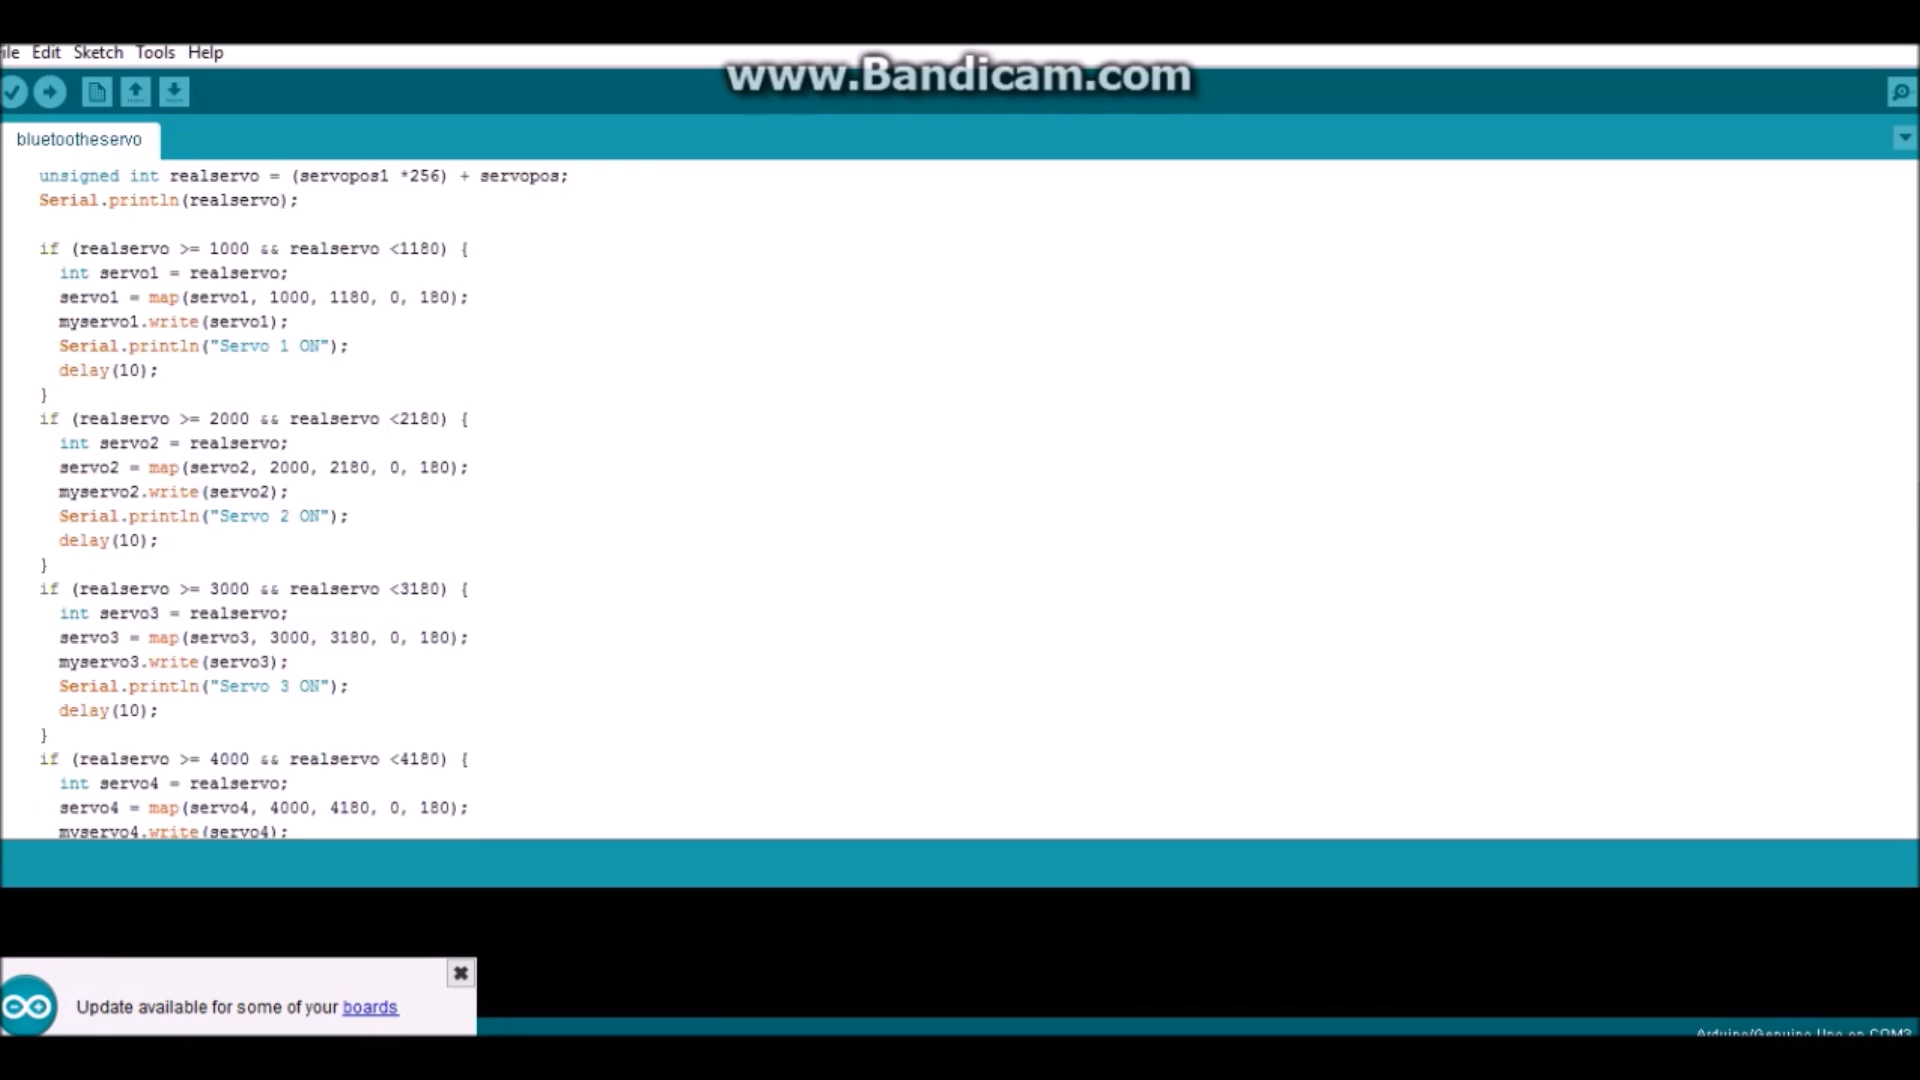 ile Edit Sketch Tools Help
www.Bandicam.com
bluetootheservo
unsigned int realservo = (servopos1 *256) + servopos;
Serial.println(realservo);
if (realservo >= 1000 && realservo <1180) {
int servo1 = realservo;
servo1 = map(servo1, 1000, 1180, 0, 180);
myservo1.write(servo1);
Serial.println("Servo 1 ON");
delay(10);
}
if (realservo >= 2000 && realservo <2180) {
int servo2 = realservo;
servo2 = map(servo2, 2000, 2180, 0, 180);
myservo2.write(servo2);
Serial.println("Servo 2 ON");
delay(10);
}
if (realservo >= 3000 && realservo <3180) {
int servo3 = realservo;
servo3 = map(servo3, 3000, 3180, 0, 180);
myservo3.write(servo3);
Serial.println("Servo 3 ON");
delay(10);
}
if (realservo >= 4000 && realservo <4180) {
int servo4 = realservo;
servo4 = map(servo4, 4000, 4180, 0, 180);
myservo4.write(servo4);
Update available for some of your boards
Arduino/Genuino Uno on COM3